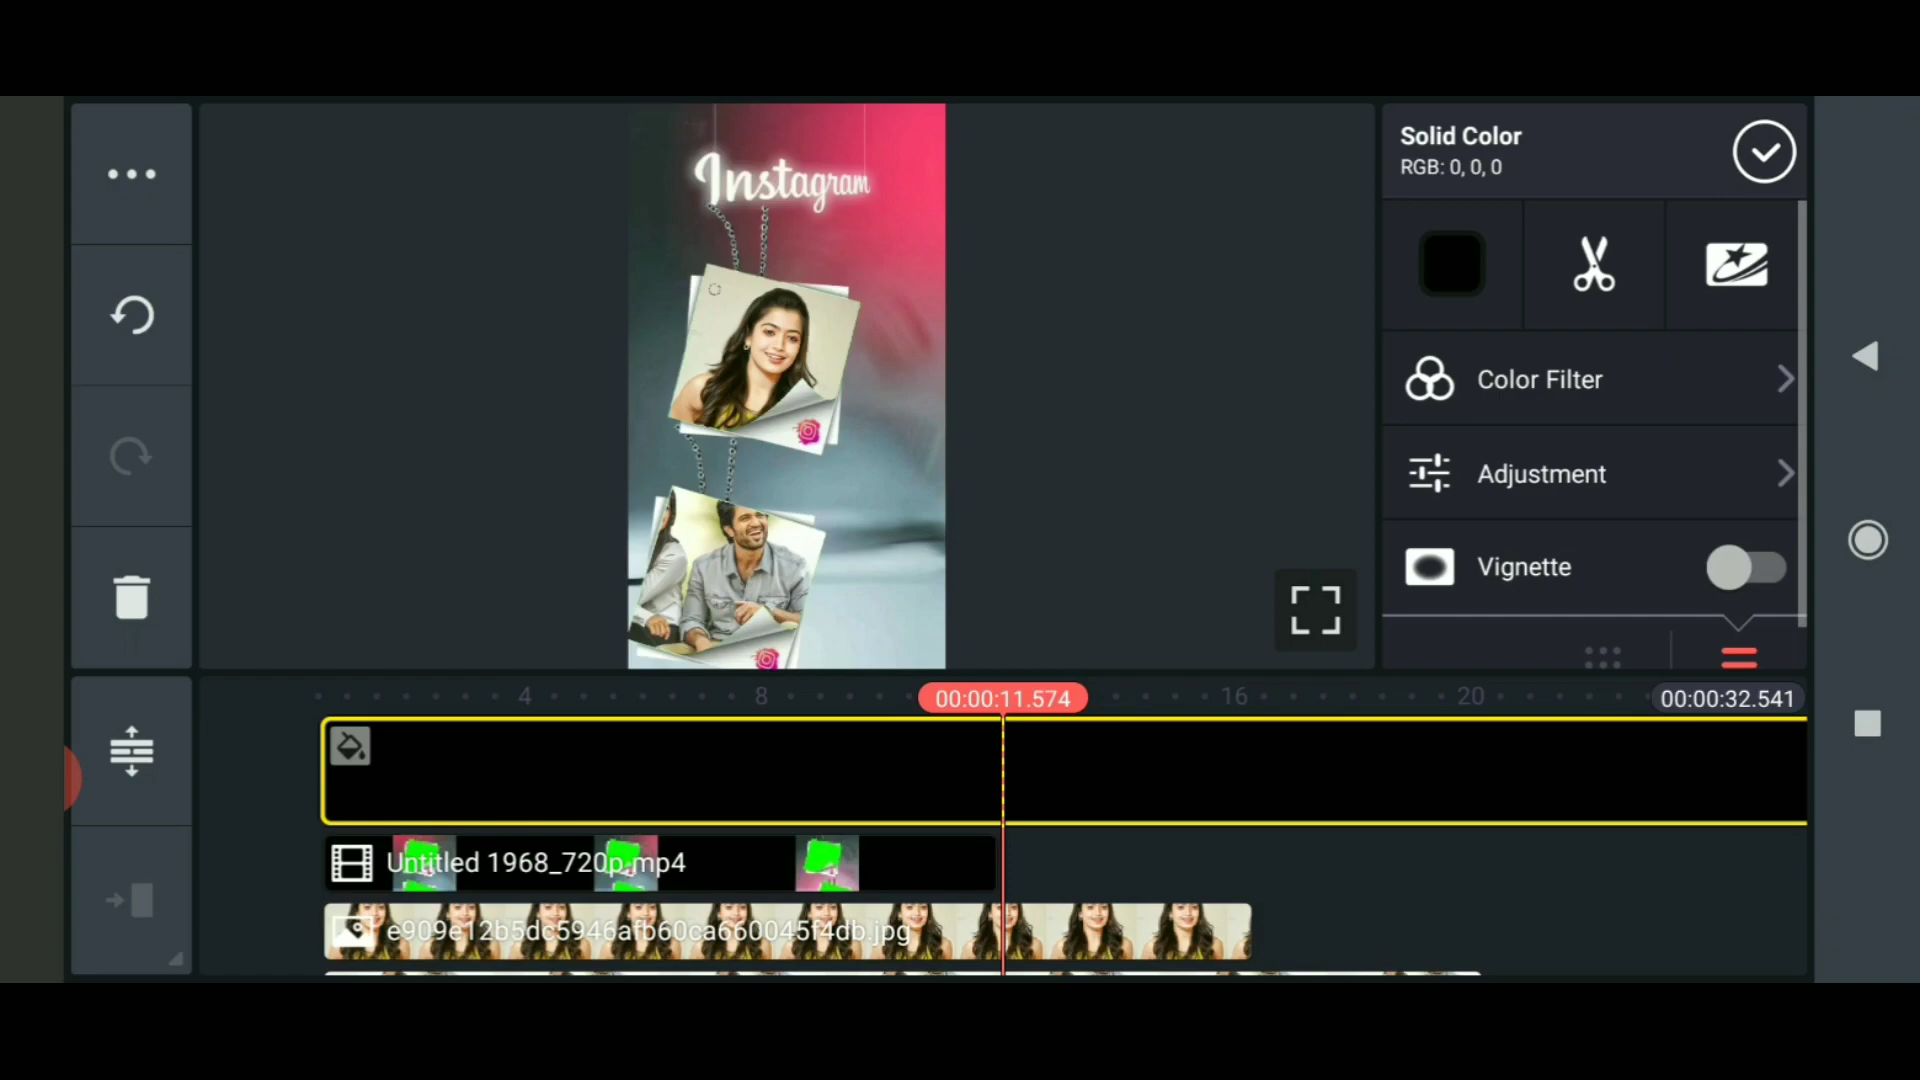 Instagram
Solid Color
RGB: 0, 0, 0
Color Filter
Adjustment
Vignette
4
8
00:00:11.574
16
20
00:00:32.541
Untitled 1968_720p.mp4
e909e12b5dc5946afb60ca660045f4db.jpg